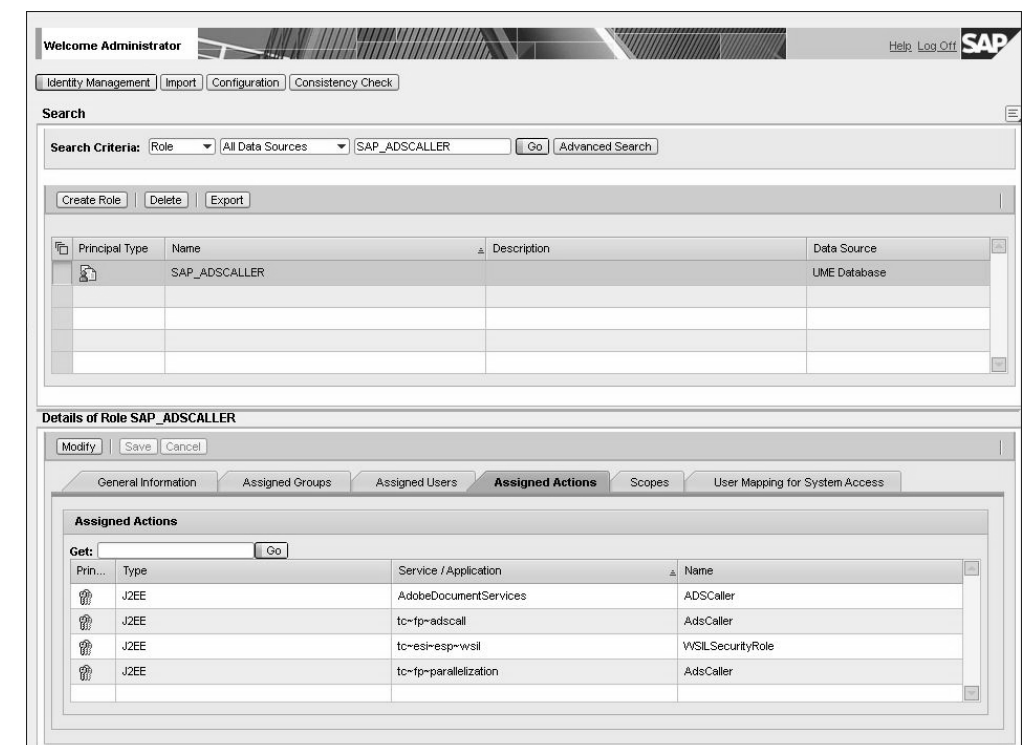 Welcome Administrator Help Log Off SAP
Identity Management Import Configuration Consistency Check
Search
Search Criteria: Role All Data Sources SAP_ADSCALLER Go Advanced Search
Create Role Delete Export
Principal Type Name Description Data Source
SAP_ADSCALLER UME Database
Details of Role SAP_ADSCALLER
Modify Save Cancel
General Information Assigned Groups Assigned Users Assigned Actions Scopes User Mapping for System Access
Assigned Actions
Get: Go
Prin... Type Service / Application Name
J2EE AdobeDocumentServices ADSCaller
J2EE tc~fp~adscall AdsCaller
J2EE tc~esi~esp~wsil WSILSecurityRole
J2EE tc~fp~parallelization AdsCaller